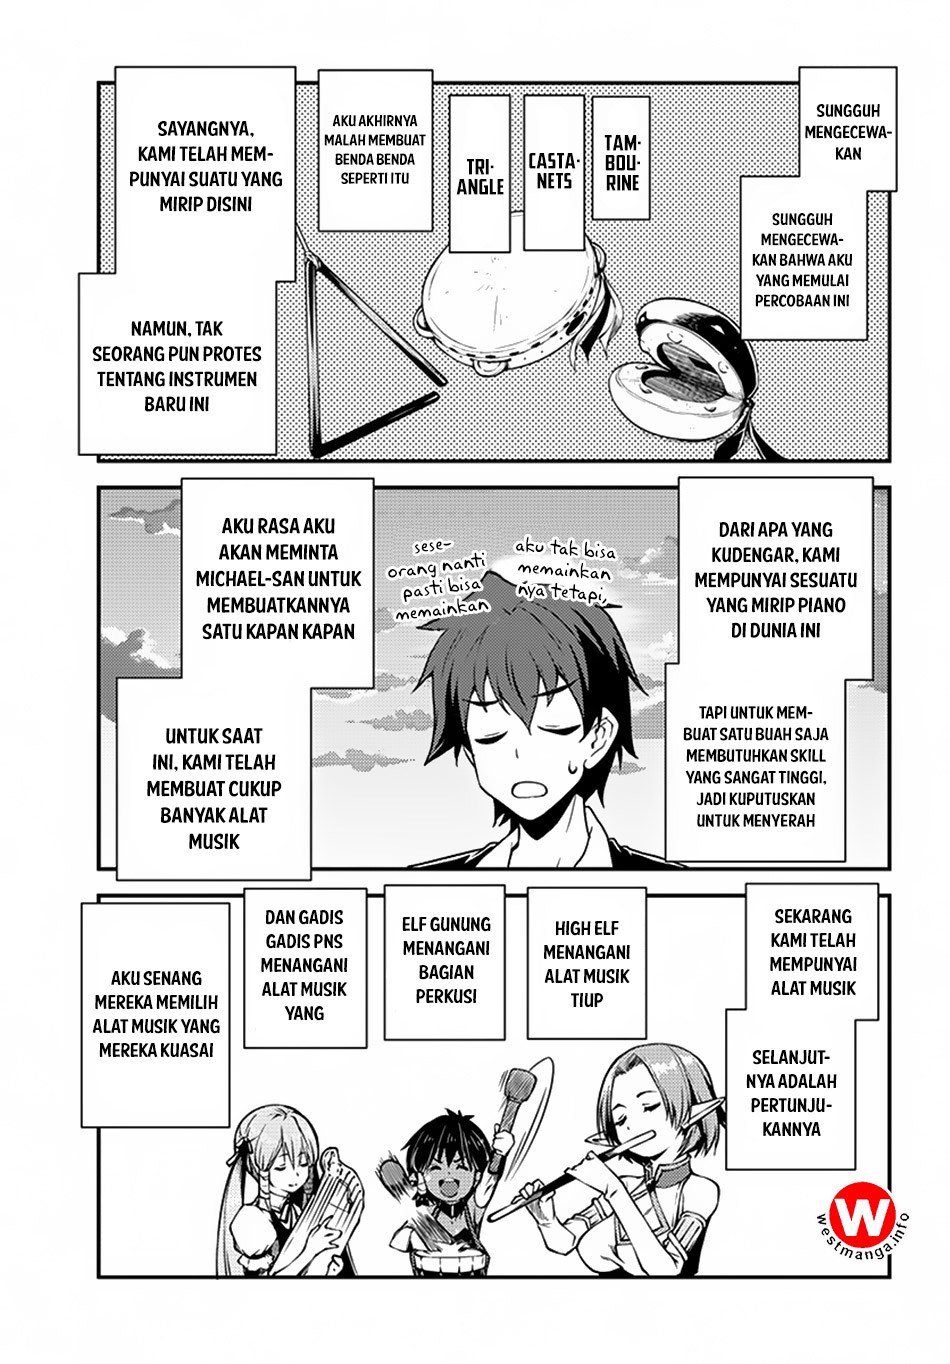 SUNGGUH
MENGECEWA-
KAN
SUNGGUH
MENGECEWA-
KAN BAHWA AKU
YANG MEMULAI
PERCOBAAN INI
TAM-
BOU-
RINE
CASTA-
NETS
TRI-
ANGLE
AKU AKHIRNYA
MALAH MEMBUAT
BENDA BENDA
SEPERTI ITU
SAYANGNYA,
KAMI TELAH MEM-
PUNYAI SUATU YANG
MIRIP DISINI
NAMUN, TAK
SEORANG PUN PROTES
TENTANG INSTRUMEN
BARU INI
DARI APA YANG
KUDENGAR, KAMI
MEMPUNYAI SESUATU
YANG MIRIP PIANO
DI DUNIA INI
TAPI UNTUK MEM-
BUAT SATU BUAH SAJA
MEMBUTUHKAN SKILL
YANG SANGAT TINGGI,
JADI KUPUTUSKAN
UNTUK MENYERAH
aku tak bisa
memainkan
nya tetapi,
sese-
orang nanti
pasti bisa
memainkan
AKU RASA AKU
AKAN MEMINTA
MICHAEL-SAN UNTUK
MEMBUATKANNYA
SATU KAPAN KAPAN
UNTUK SAAT
INI, KAMI TELAH
MEMBUAT CUKUP
BANYAK ALAT
MUSIK
SEKARANG
KAMI TELAH
MEMPUNYAI
ALAT MUSIK
SELANJUT-
NYA ADALAH
PERTUNJU-
KANNYA
HIGH ELF
MENANGANI
ALAT MUSIK
TIUP
ELF GUNUNG
MENANGANI
BAGIAN
PERKUSI
DAN GADIS
GADIS PNS
MENANGANI
ALAT MUSIK
YANG
AKU SENANG
MEREKA MEMILIH
ALAT MUSIK YANG
MEREKA KUASAI
W
westmanga.info